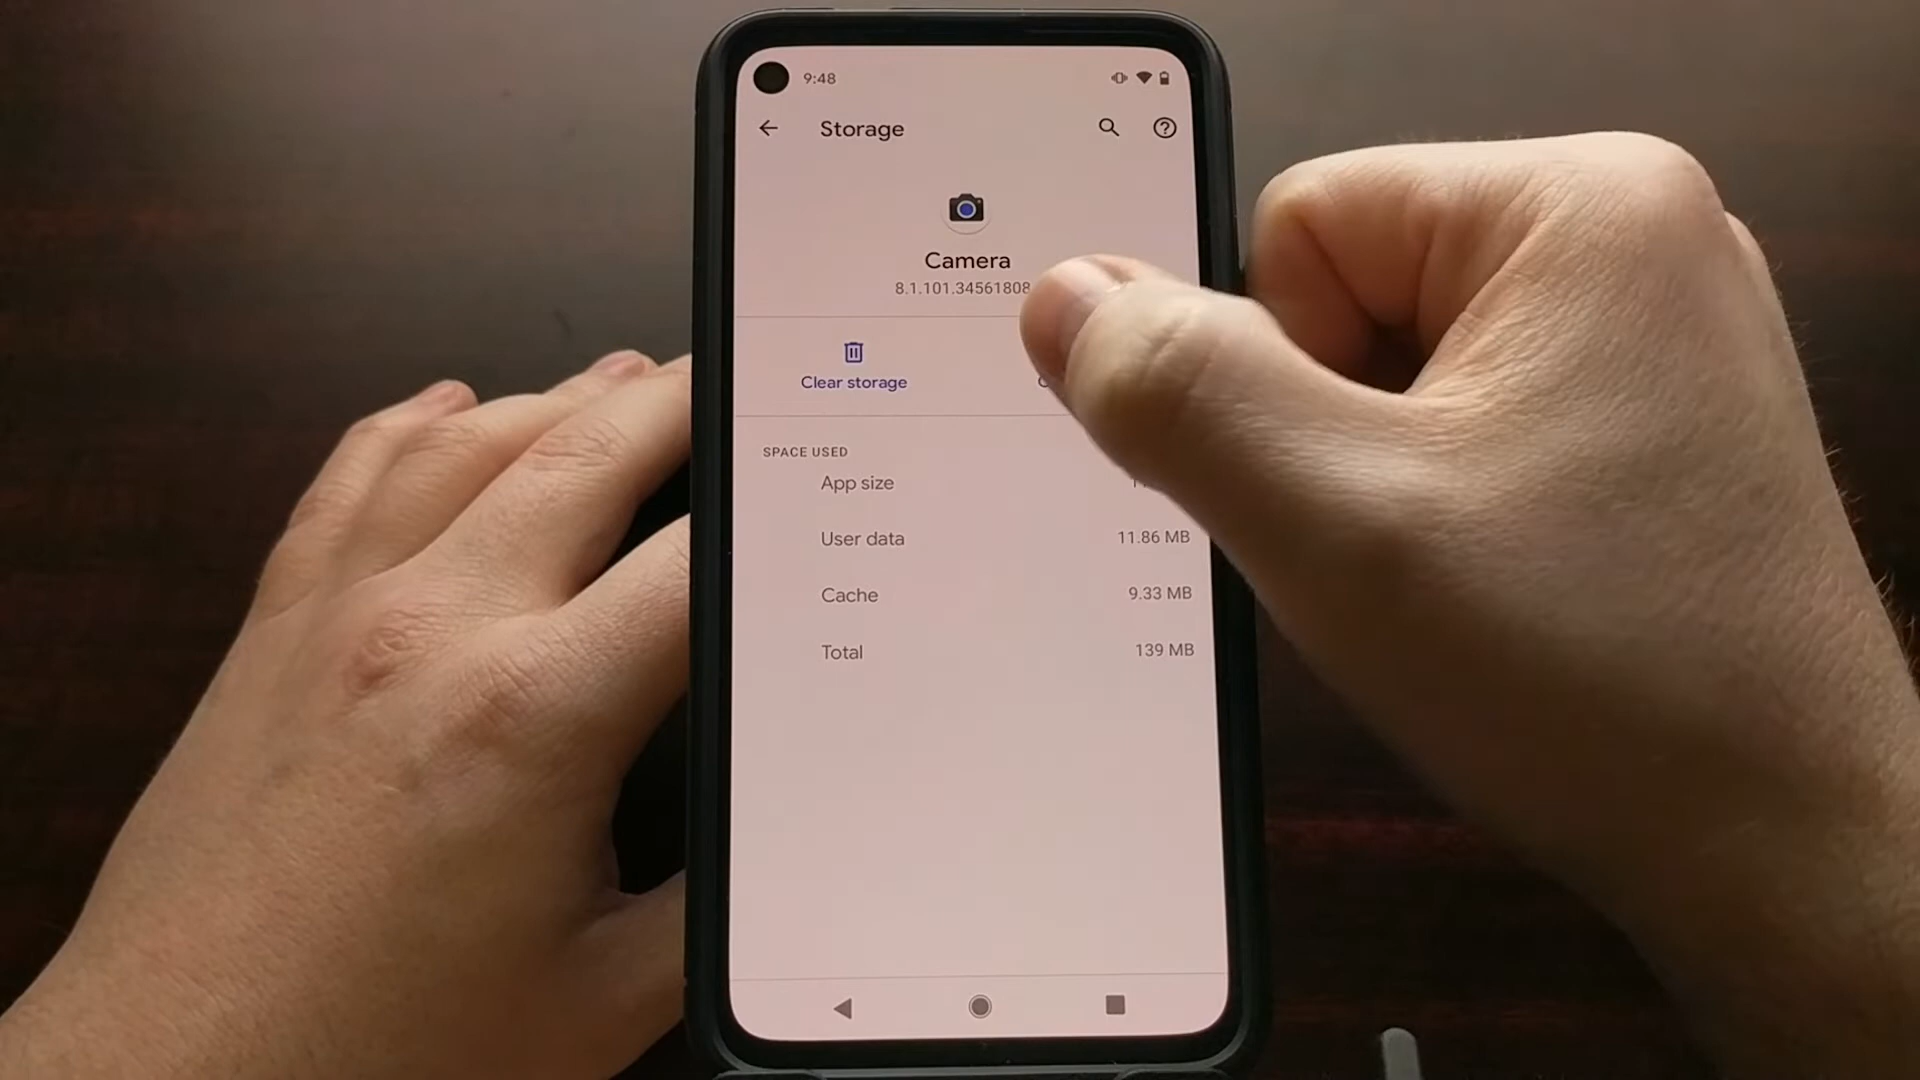 9:48
Storage
Camera
8.1.101.34561808
Clear storage
SPACE USED
App size
User data 11.86 MB
Cache 9.33 MB
Total 139 MB